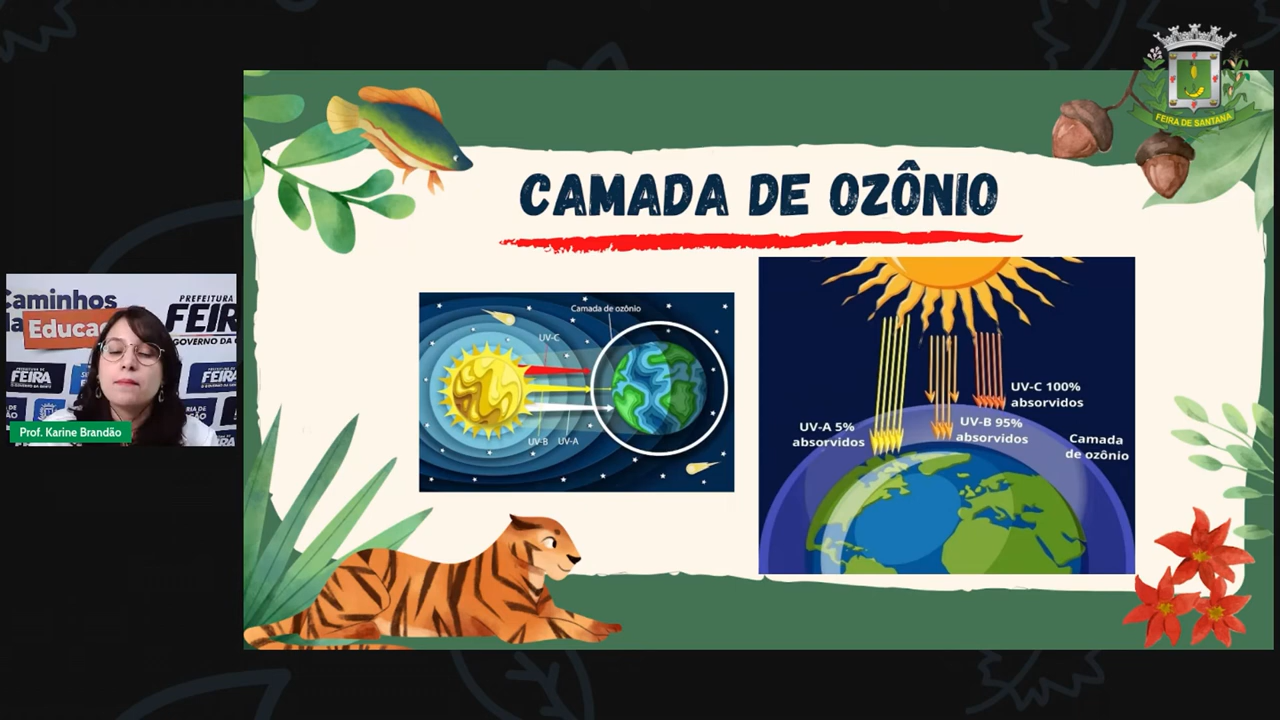 FEIRA DE SANTANA
CAMADA DE OZÔNIO
Camada de ozônio
UV-C
UV-B
UV-A
UV-C 100%
absorvidos
UV-B 95%
absorvidos
UV-A 5%
absorvidos
Camada
de ozônio
Caminhos
Educa
PREFEITURA
FEIR
GOVERNO DA
FEIRA
FEIRA
Prof. Karine Brandão